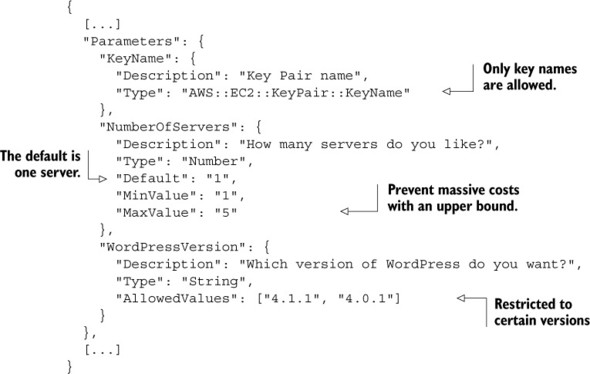 {
[...]
"Parameters": {
"KeyName": {
"Description": "Key Pair name",
"Type": "AWS::EC2::KeyPair::KeyName"
Only key names
are allowed.
},
"NumberOfServers": {
"Description": "How many servers do you like?",
"Type": "Number",
The default is
one server.
"Default": "1",
"MinValue": "1",
"MaxValue": "5"
Prevent massive costs
with an upper bound.
},
"WordPressVersion": {
"Description": "Which version of WordPress do you want?",
"Type": "String",
"AllowedValues": ["4.1.1", "4.0.1"]
Restricted to
certain versions
}
},
[...]
}